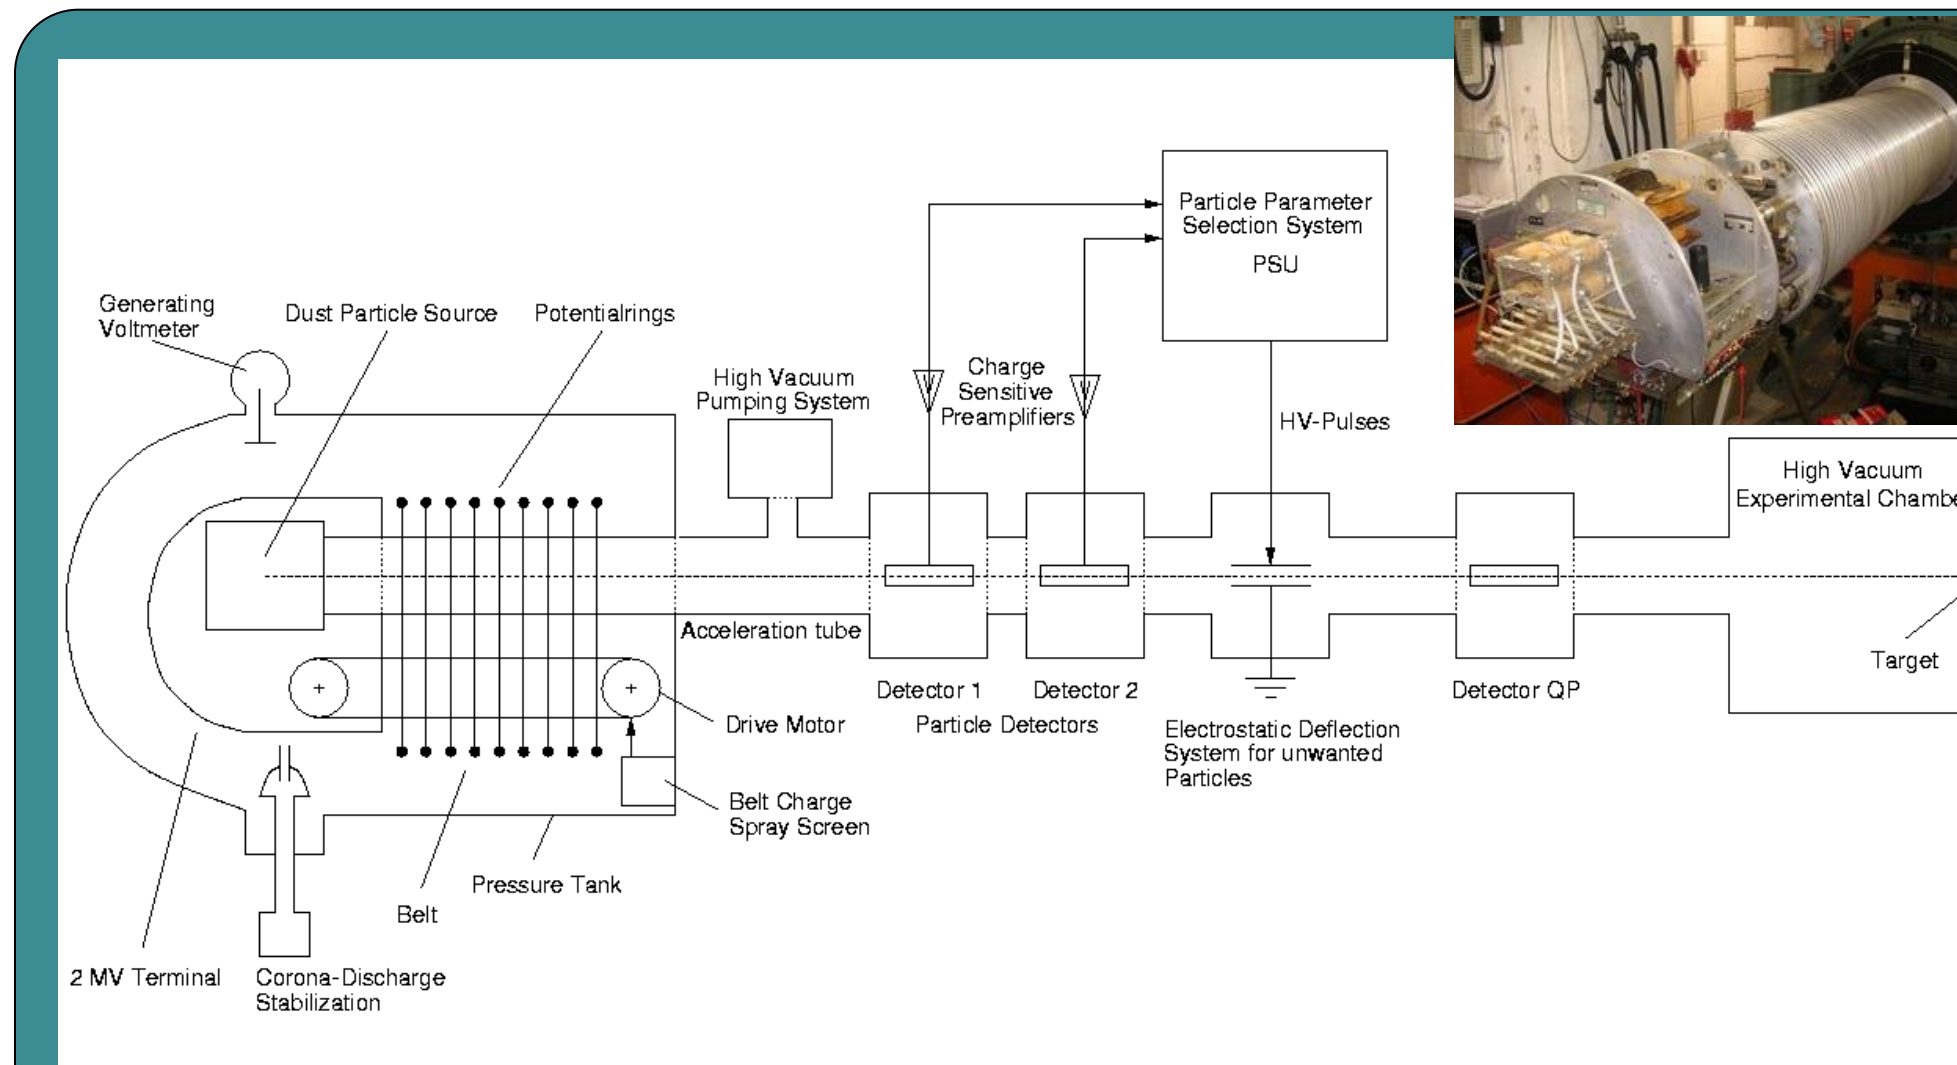 Particle Parameter
Selection System
PSU
Generating
Voltmeter
Dust Particle Source
Potentialrings
High Vacuum
Pumping System
Charge
Sensitive
Preamplifiers
HV-Pulses
High Vacuum
Experimental Chambe
Acceleration tube
Target
Detector 1
Detector 2
Detector QP
Particle Detectors
Drive Motor
Electrostatic Deflection
System for unwanted
Particles
Belt Charge
Spray Screen
Pressure Tank
Belt
2 MV Terminal
Corona-Discharge
Stabilization